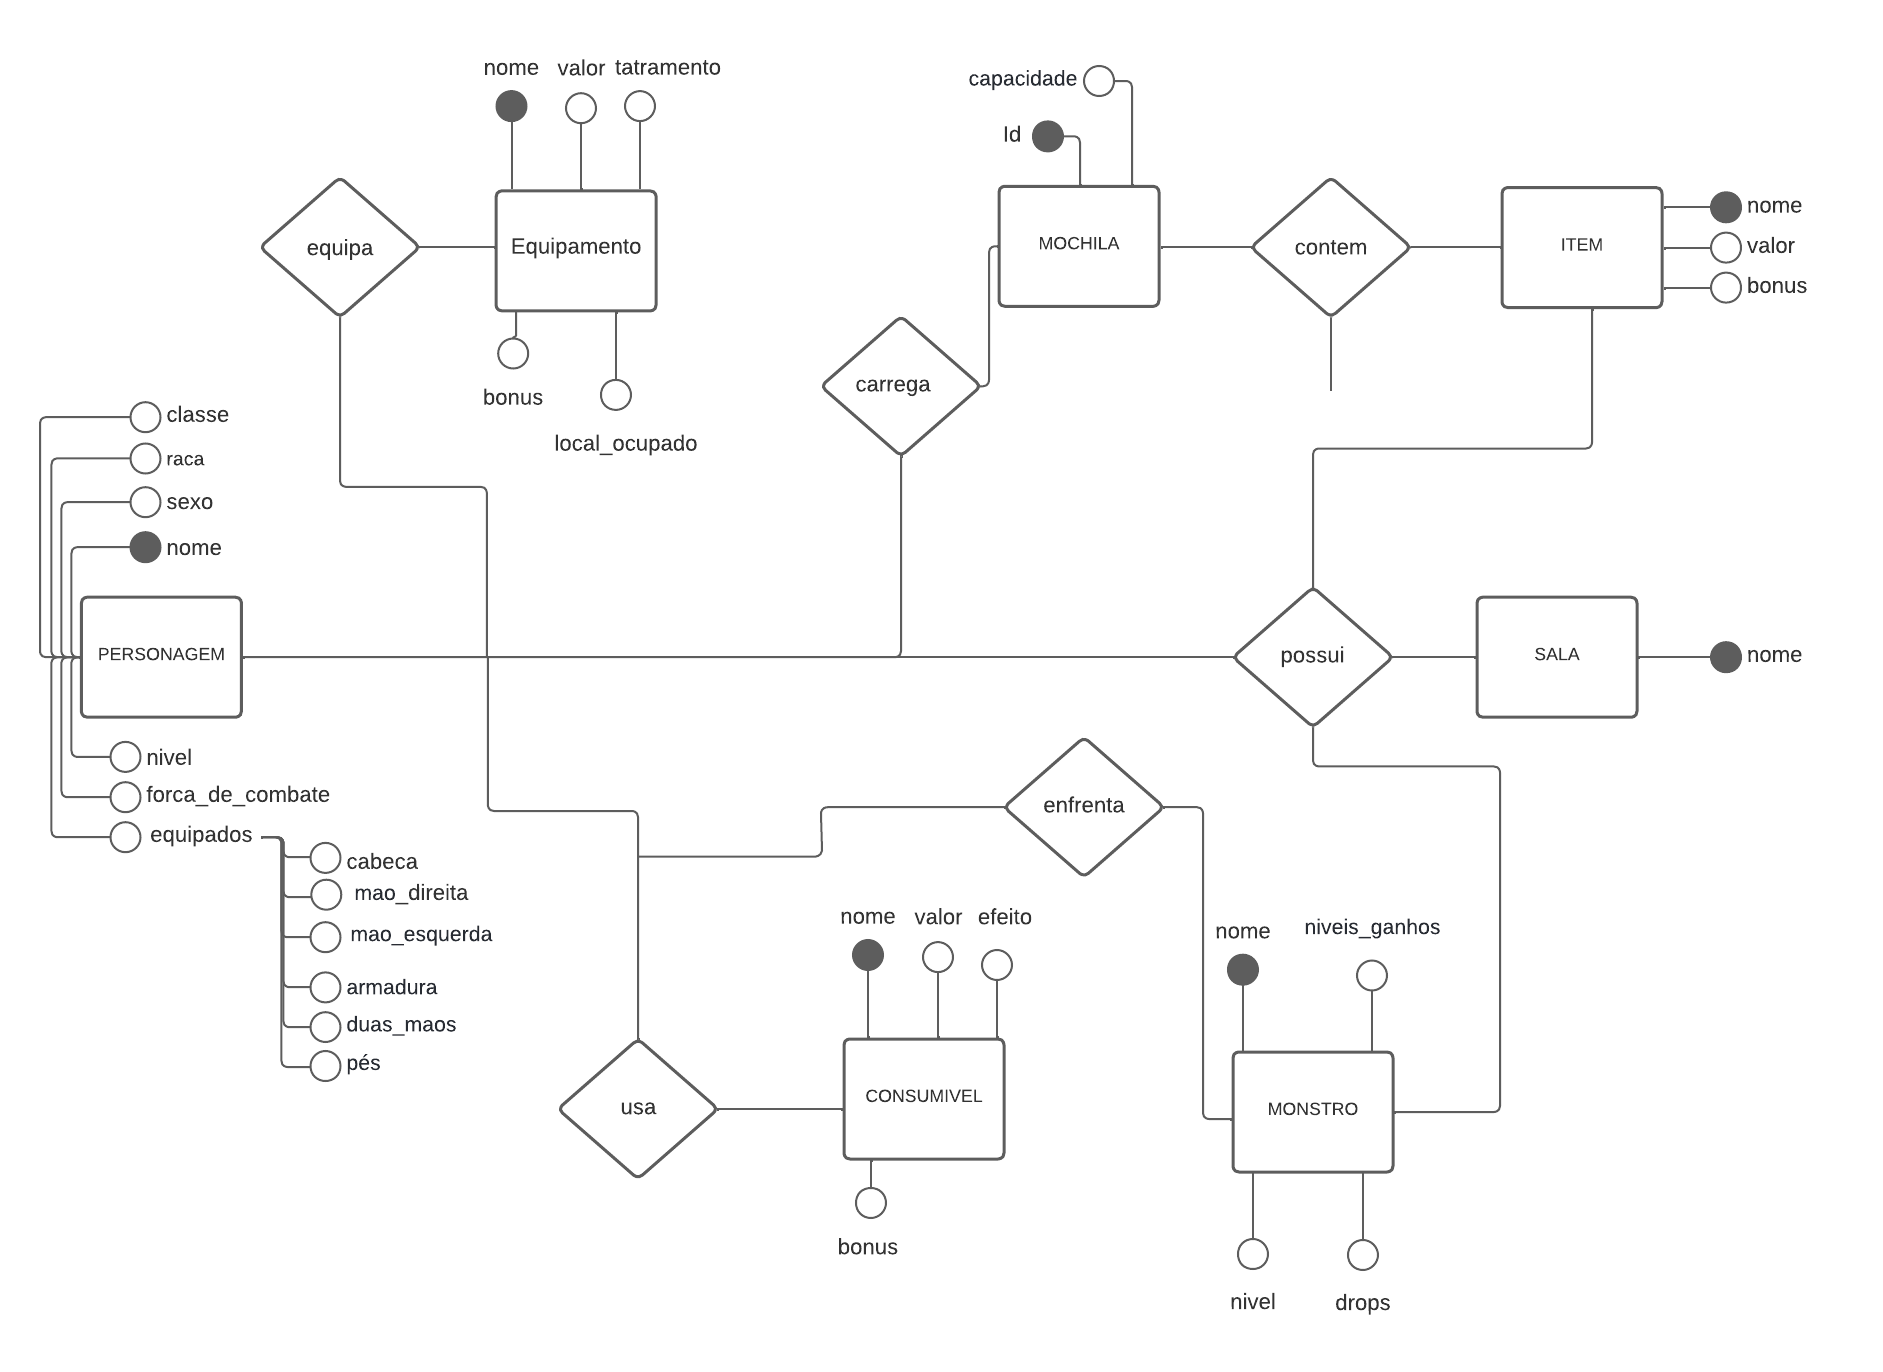 nome
valor
tatramento
equipa
Equipamento
bonus
local_ocupado
capacidade
Id
MOCHILA
contem
ITEM
nome
valor
bonus
carrega
classe
raca
sexo
nome
PERSONAGEM
nivel
forca_de_combate
equipados
cabeca
mao_direita
mao_esquerda
armadura
duas_maos
pés
possui
SALA
nome
enfrenta
usa
nome
valor
efeito
CONSUMIVEL
bonus
nome
niveis_ganhos
MONSTRO
nivel
drops